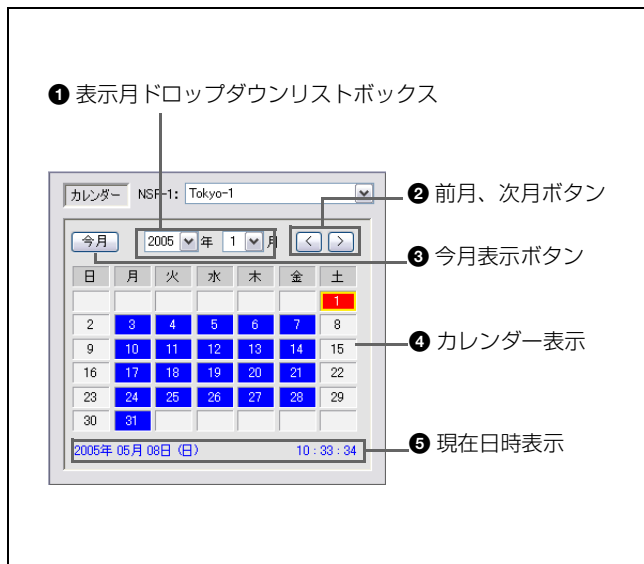 ❶ 表示月ドロップダウンリストボックス
カレンダー NSF-1: Tokyo-1
❷ 前月、次月ボタン
今月 2005 年 1 月 < >
❸ 今月表示ボタン
日 月 火 水 木 金 土
1
2 3 4 5 6 7 8
❹ カレンダー表示
9 10 11 12 13 14 15
16 17 18 19 20 21 22
23 24 25 26 27 28 29
30 31
❺ 現在日時表示
2005年 05月 08日 (日) 10 : 33 : 34